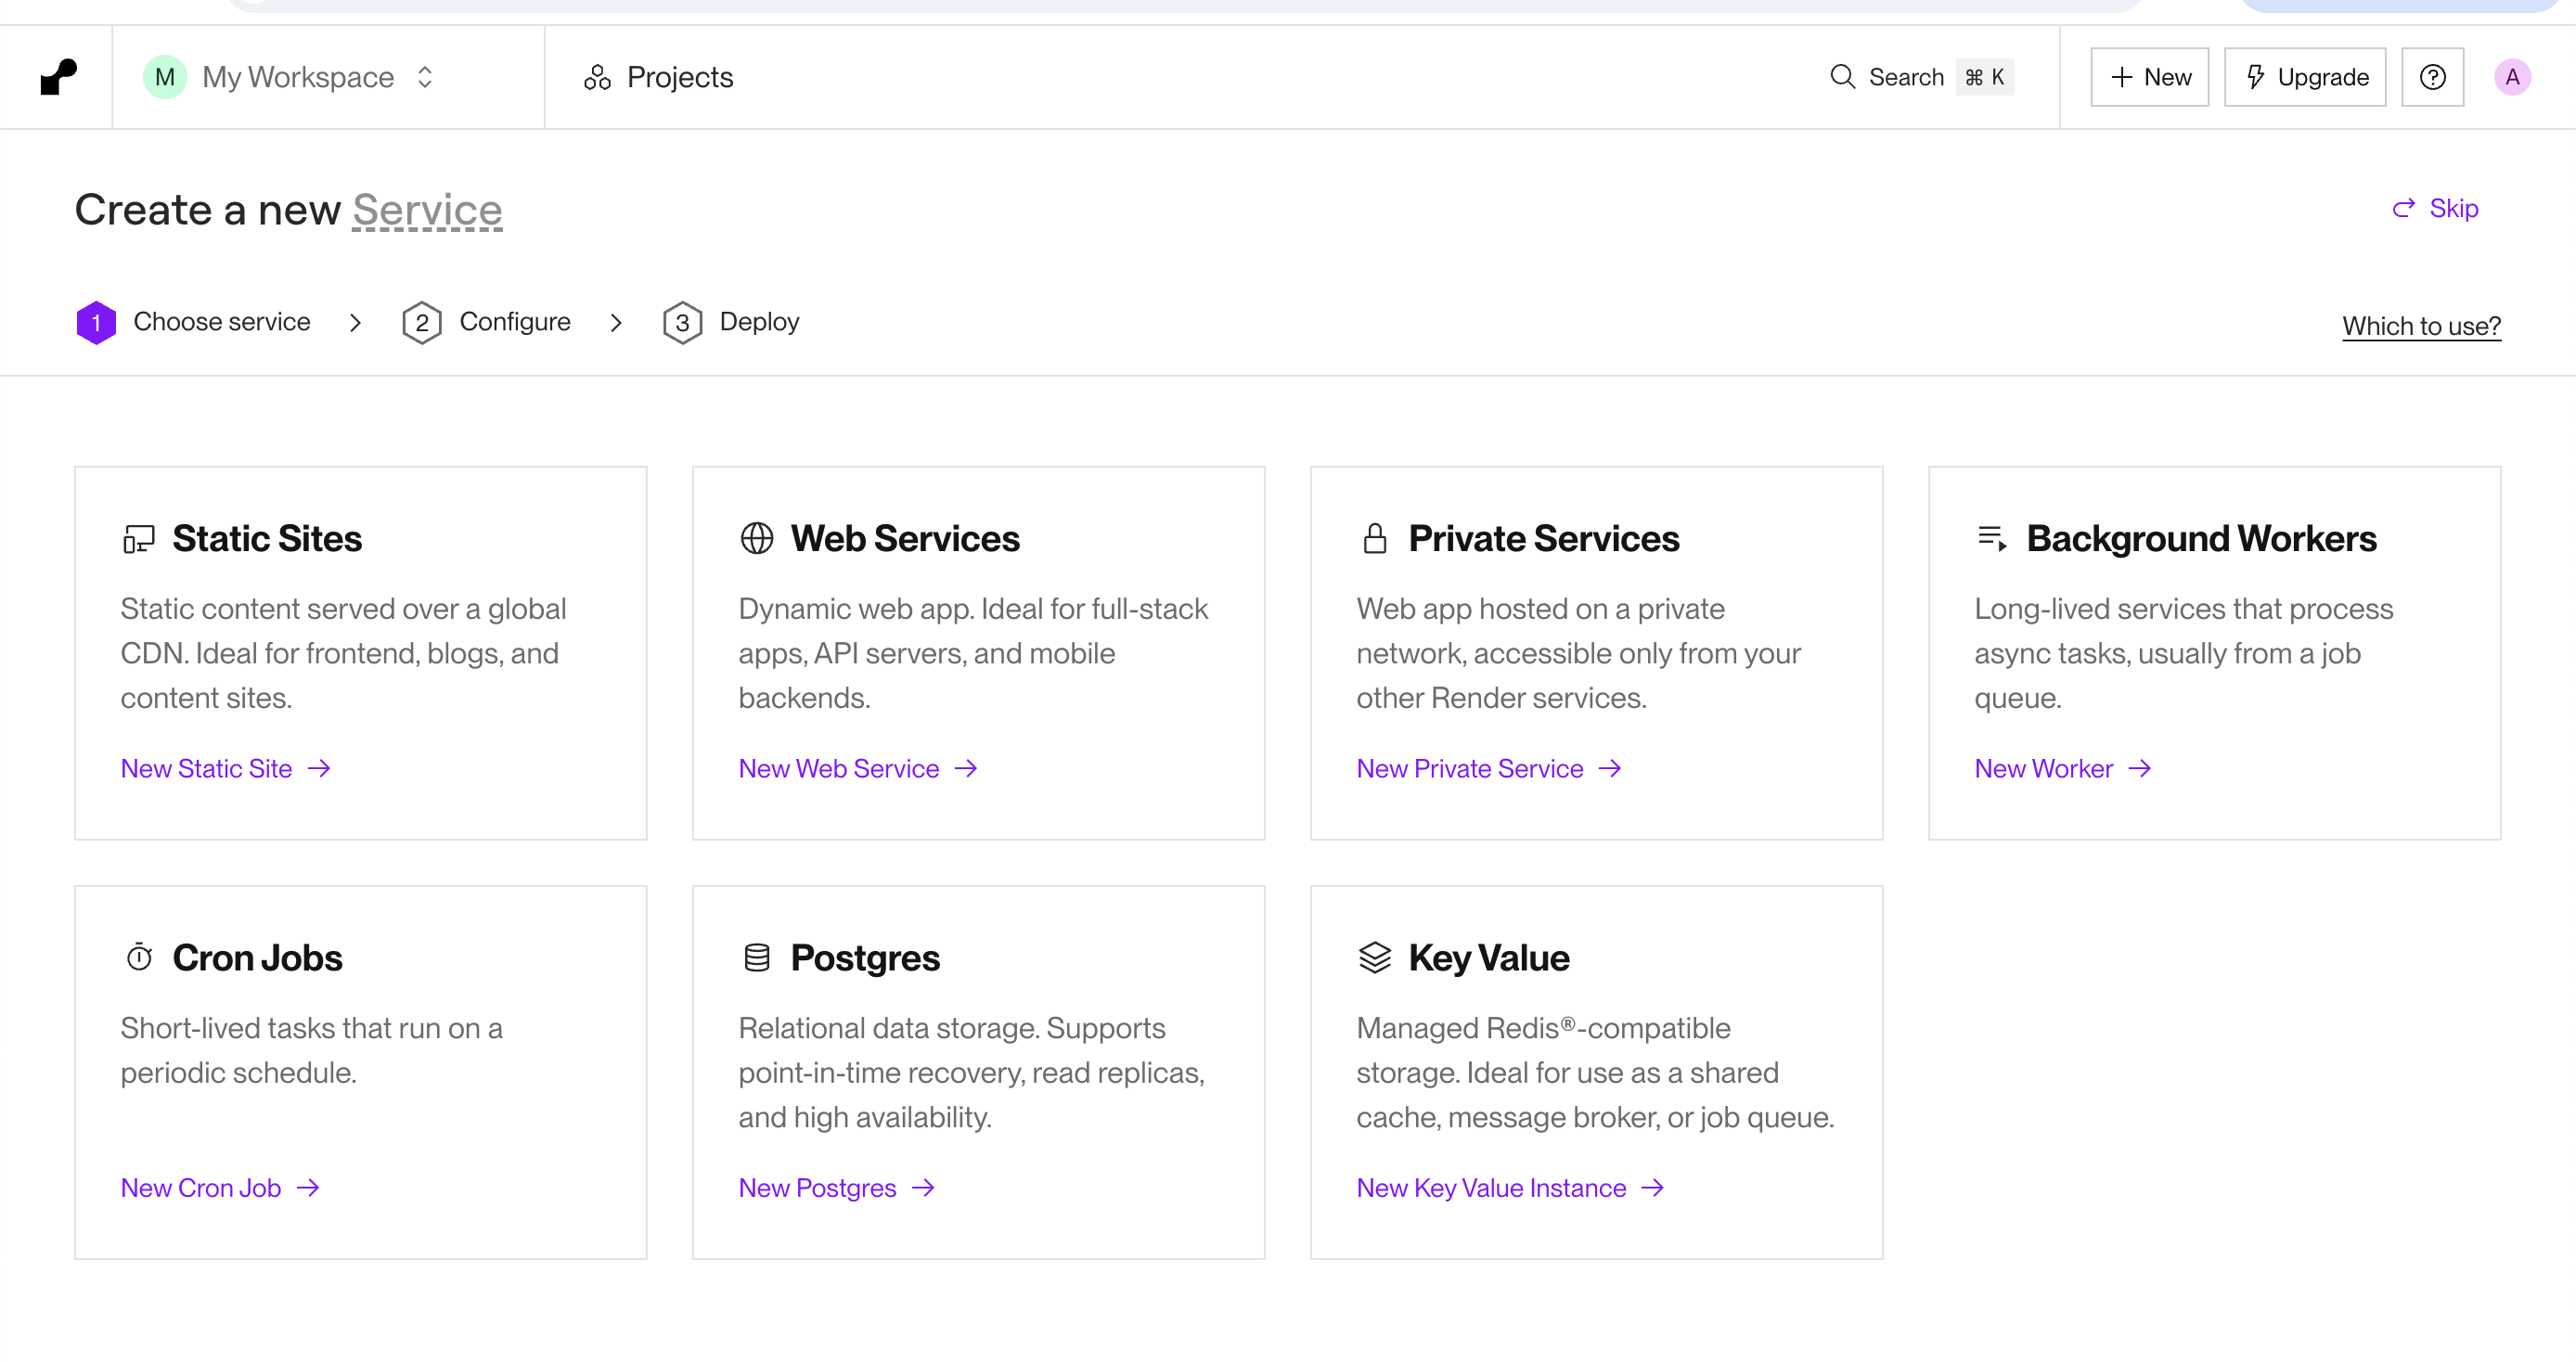 M My Workspace
Projects
Search ⌘ K
+ New
Upgrade
?
A
Create a new Service
Skip
1 Choose service
2 Configure
3 Deploy
Which to use?
Static Sites
Static content served over a global
CDN. Ideal for frontend, blogs, and
content sites.
New Static Site →
Web Services
Dynamic web app. Ideal for full-stack
apps, API servers, and mobile
backends.
New Web Service →
Private Services
Web app hosted on a private
network, accessible only from your
other Render services.
New Private Service →
Background Workers
Long-lived services that process
async tasks, usually from a job
queue.
New Worker →
Cron Jobs
Short-lived tasks that run on a
periodic schedule.
New Cron Job →
Postgres
Relational data storage. Supports
point-in-time recovery, read replicas,
and high availability.
New Postgres →
Key Value
Managed Redis®-compatible
storage. Ideal for use as a shared
cache, message broker, or job queue.
New Key Value Instance →